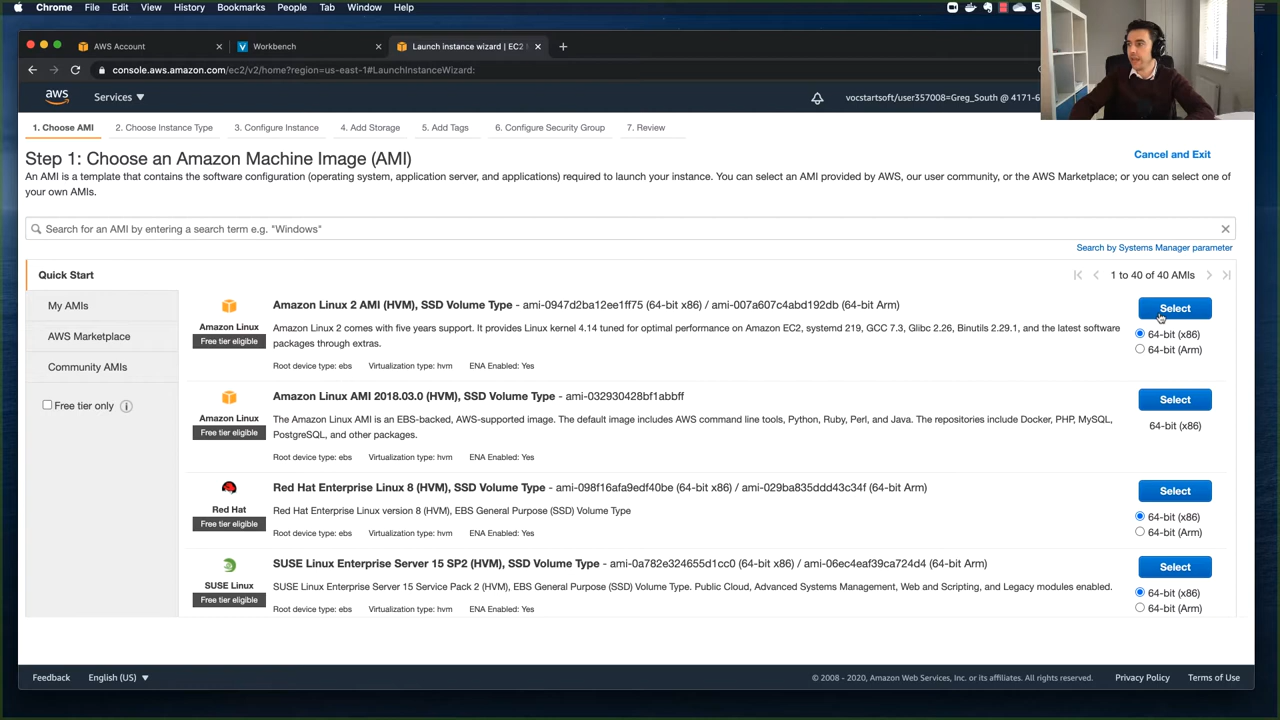 Chrome File Edit View History Bookmarks People Tab Window Help
AWS Account Workbench Launch instance wizard | EC2
console.aws.amazon.com/ec2/v2/home?region=us-east-1#LaunchInstanceWizard:
aws Services vocstartsoft/user357008=Greg_South @ 4171-6
1. Choose AMI 2. Choose Instance Type 3. Configure Instance 4. Add Storage 5. Add Tags 6. Configure Security Group 7. Review
Step 1: Choose an Amazon Machine Image (AMI) Cancel and Exit
An AMI is a template that contains the software configuration (operating system, application server, and applications) required to launch your instance. You can select an AMI provided by AWS, our user community, or the AWS Marketplace; or you can select one of
your own AMIs.
Search for an AMI by entering a search term e.g. "Windows"
Search by Systems Manager parameter
Quick Start 1 to 40 of 40 AMIs
My AMIs
AWS Marketplace
Community AMIs
Free tier only
Amazon Linux 2 AMI (HVM), SSD Volume Type - ami-0947d2ba12ee1ff75 (64-bit x86) / ami-007a607c4abd192db (64-bit Arm) Select
Amazon Linux
Free tier eligible
Amazon Linux 2 comes with five years support. It provides Linux kernel 4.14 tuned for optimal performance on Amazon EC2, systemd 219, GCC 7.3, Glibc 2.26, Binutils 2.29.1, and the latest software
packages through extras.
64-bit (x86)
64-bit (Arm)
Root device type: ebs Virtualization type: hvm ENA Enabled: Yes
Amazon Linux AMI 2018.03.0 (HVM), SSD Volume Type - ami-032930428bf1abbff Select
Amazon Linux
Free tier eligible
The Amazon Linux AMI is an EBS-backed, AWS-supported image. The default image includes AWS command line tools, Python, Ruby, Perl, and Java. The repositories include Docker, PHP, MySQL,
PostgreSQL, and other packages.
64-bit (x86)
Root device type: ebs Virtualization type: hvm ENA Enabled: Yes
Red Hat Enterprise Linux 8 (HVM), SSD Volume Type - ami-098f16afa9edf40be (64-bit x86) / ami-029ba835ddd43c34f (64-bit Arm) Select
Red Hat
Free tier eligible
Red Hat Enterprise Linux version 8 (HVM), EBS General Purpose (SSD) Volume Type
64-bit (x86)
64-bit (Arm)
Root device type: ebs Virtualization type: hvm ENA Enabled: Yes
SUSE Linux Enterprise Server 15 SP2 (HVM), SSD Volume Type - ami-0a782e324655d1cc0 (64-bit x86) / ami-06ec4eaf39ca724d4 (64-bit Arm) Select
SUSE Linux
Free tier eligible
SUSE Linux Enterprise Server 15 Service Pack 2 (HVM), EBS General Purpose (SSD) Volume Type. Public Cloud, Advanced Systems Management, Web and Scripting, and Legacy modules enabled.
64-bit (x86)
64-bit (Arm)
Root device type: ebs Virtualization type: hvm ENA Enabled: Yes
Feedback English (US) © 2008 - 2020, Amazon Web Services, Inc. or its affiliates. All rights reserved. Privacy Policy Terms of Use